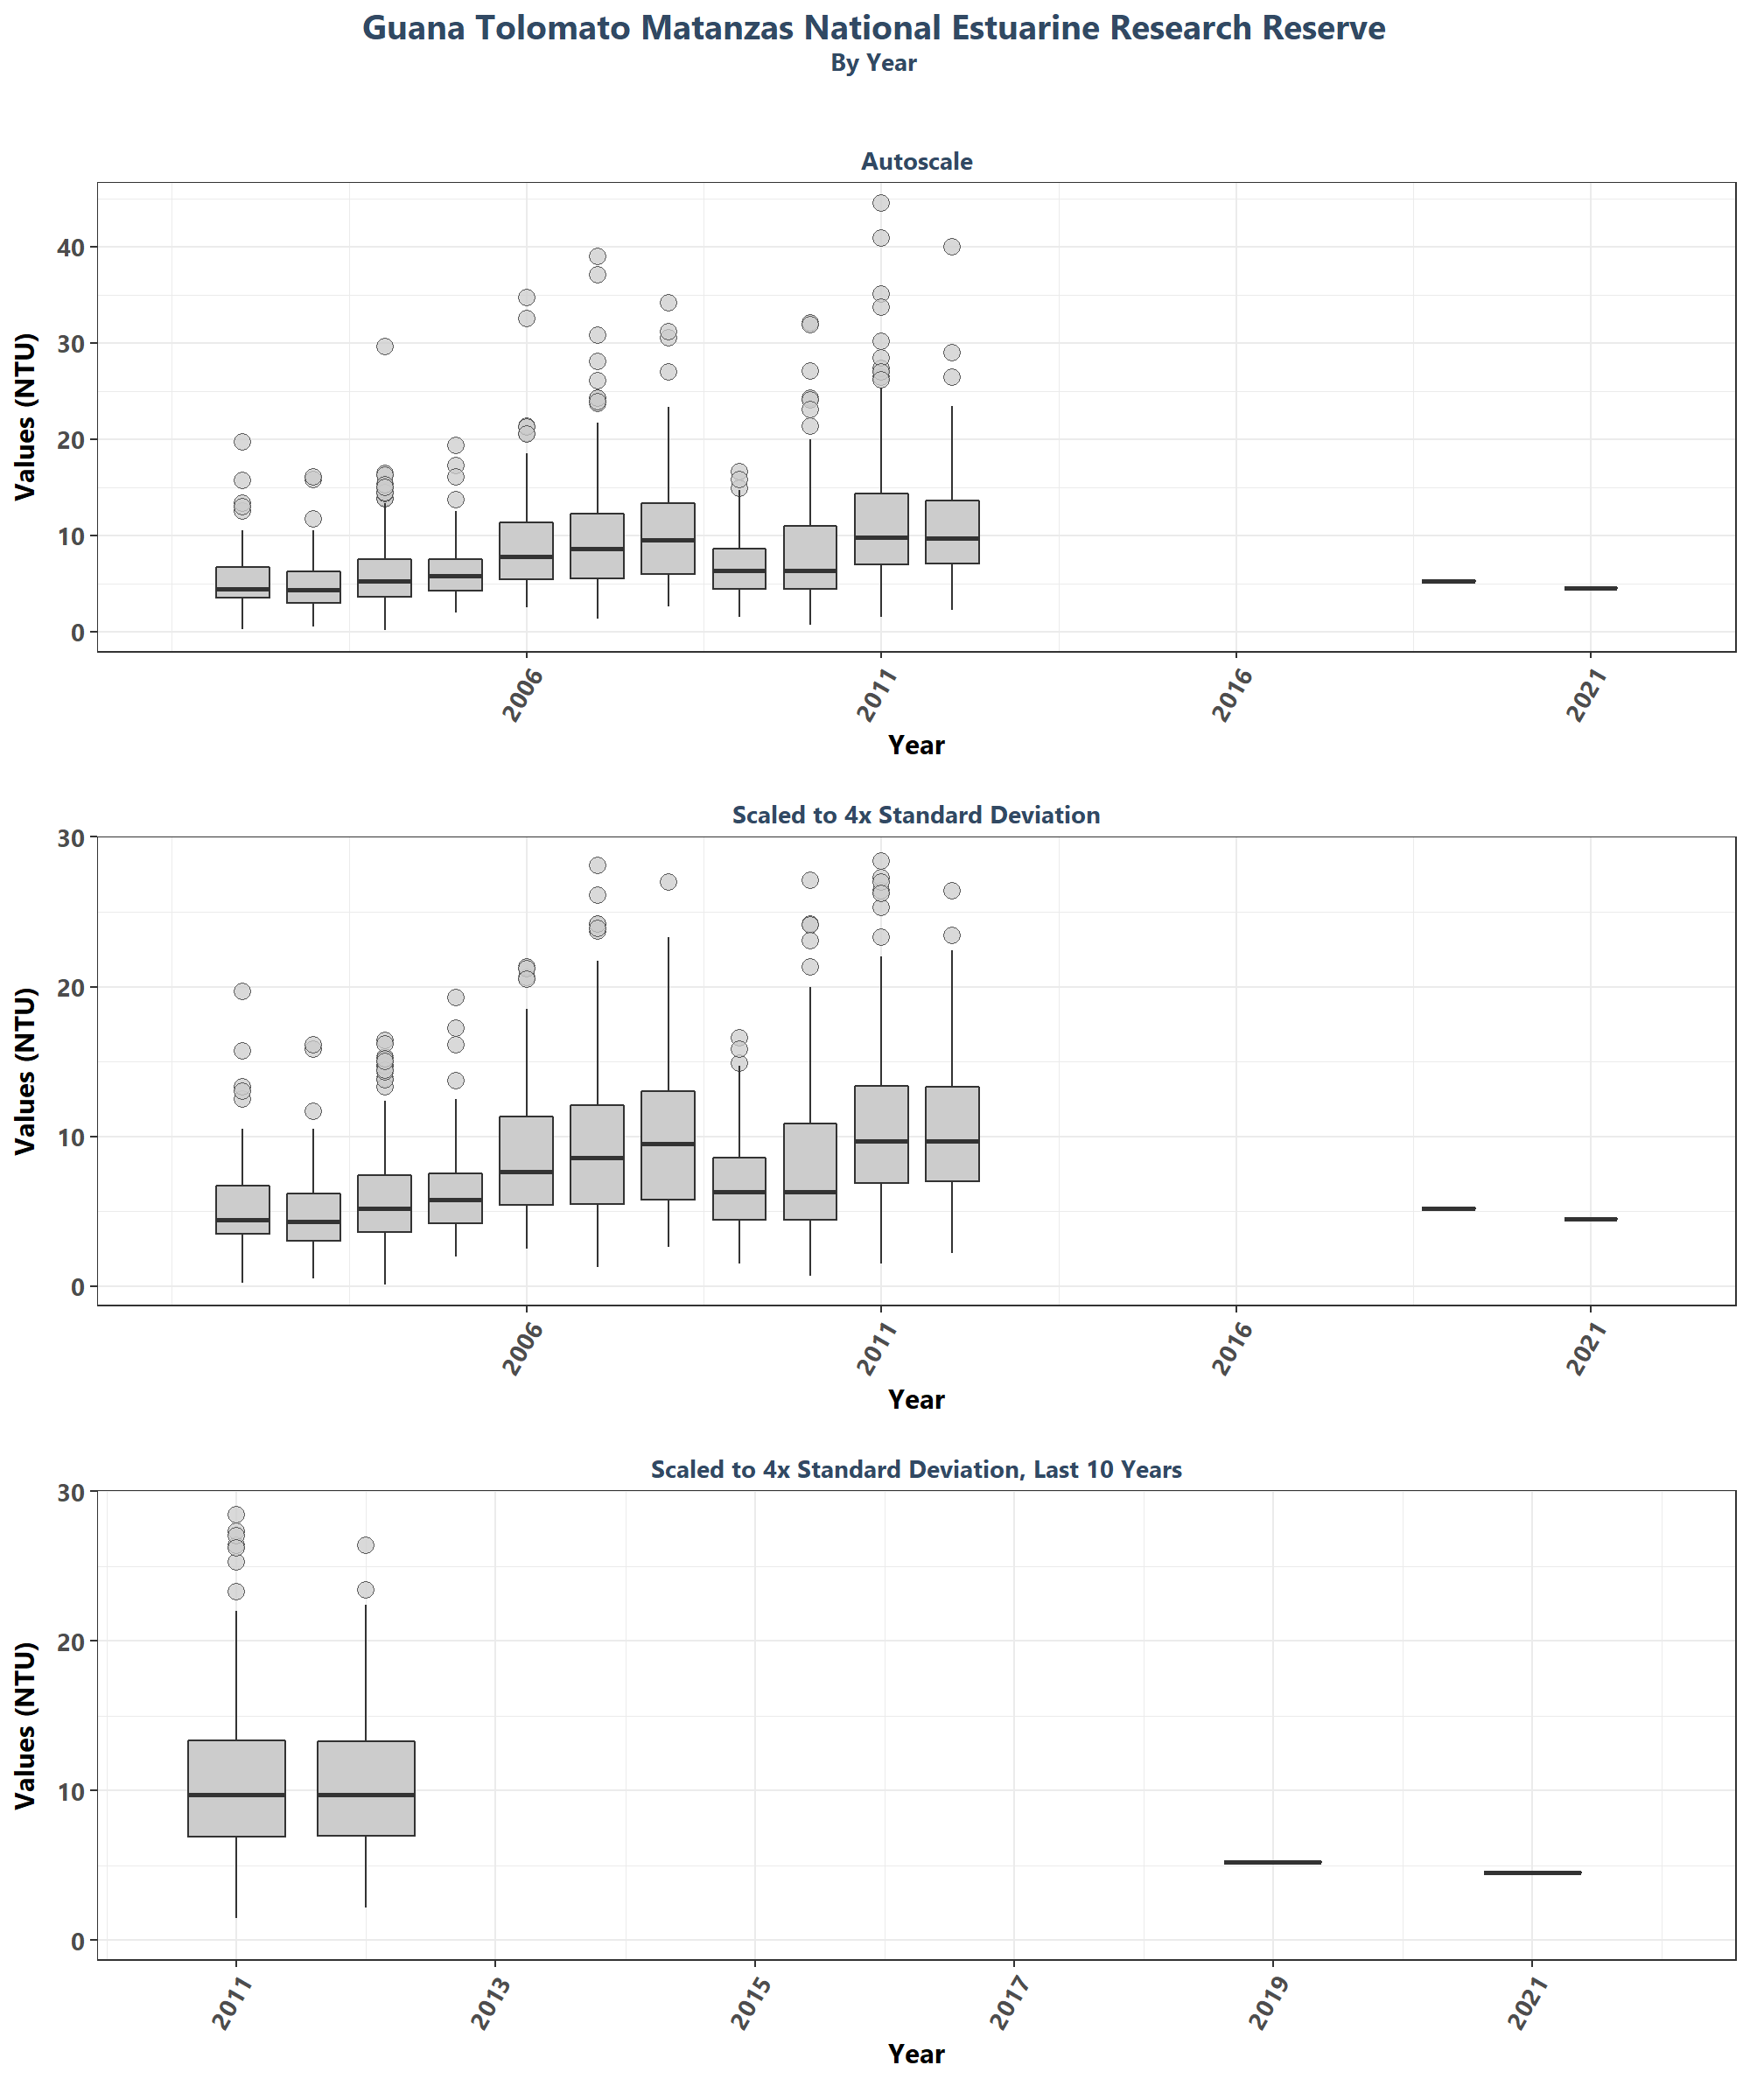 Guana Tolomato Matanzas National Estuarine Research Reserve
By Year
Autoscale
Values (NTU)
40
30
20
10
0
2006
2011
2016
2021
Year
Scaled to 4x Standard Deviation
Values (NTU)
30
20
10
0
2006
2011
2016
2021
Year
Scaled to 4x Standard Deviation, Last 10 Years
Values (NTU)
30
20
10
0
2011
2013
2015
2017
2019
2021
Year